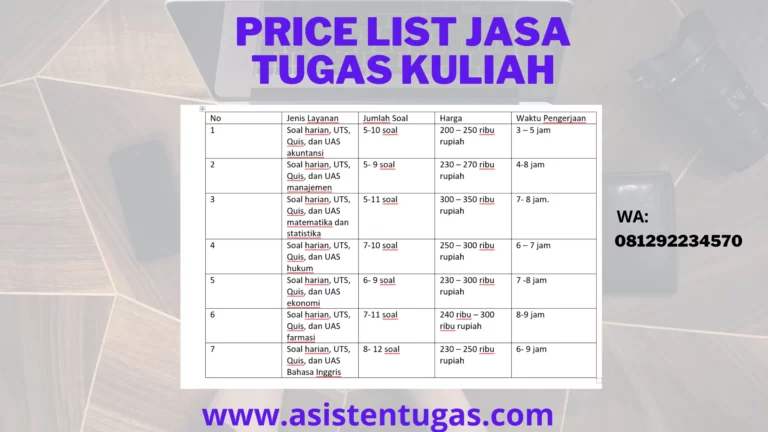 PRICE LIST JASA
TUGAS KULIAH
No Jenis Layanan Jumlah Soal Harga Waktu Pengerjaan
1 Soal harian, UTS, 5-10 soal 200 – 250 ribu 3 – 5 jam
Quis, dan UAS rupiah
akuntansi
2 Soal harian, UTS, 5- 9 soal 230 – 270 ribu 4-8 jam
Quis, dan UAS rupiah
manajemen
3 Soal harian, UTS, 5-11 soal 300 – 350 ribu 7- 8 jam.
Quis, dan UAS rupiah
matematika dan
statistika
4 Soal harian, UTS, 7-10 soal 250 – 300 ribu 6 – 7 jam
Quis, dan UAS rupiah
hukum
5 Soal harian, UTS, 6- 9 soal 230 – 300 ribu 7 -8 jam
Quis, dan UAS rupiah
ekonomi
6 Soal harian, UTS, 7-11 soal 240 ribu – 300 8-9 jam
Quis, dan UAS ribu rupiah
farmasi
7 Soal harian, UTS, 8- 12 soal 230 – 250 ribu 6- 9 jam
Quis, dan UAS rupiah
Bahasa Inggris
WA:
081292234570
www.asistentugas.com